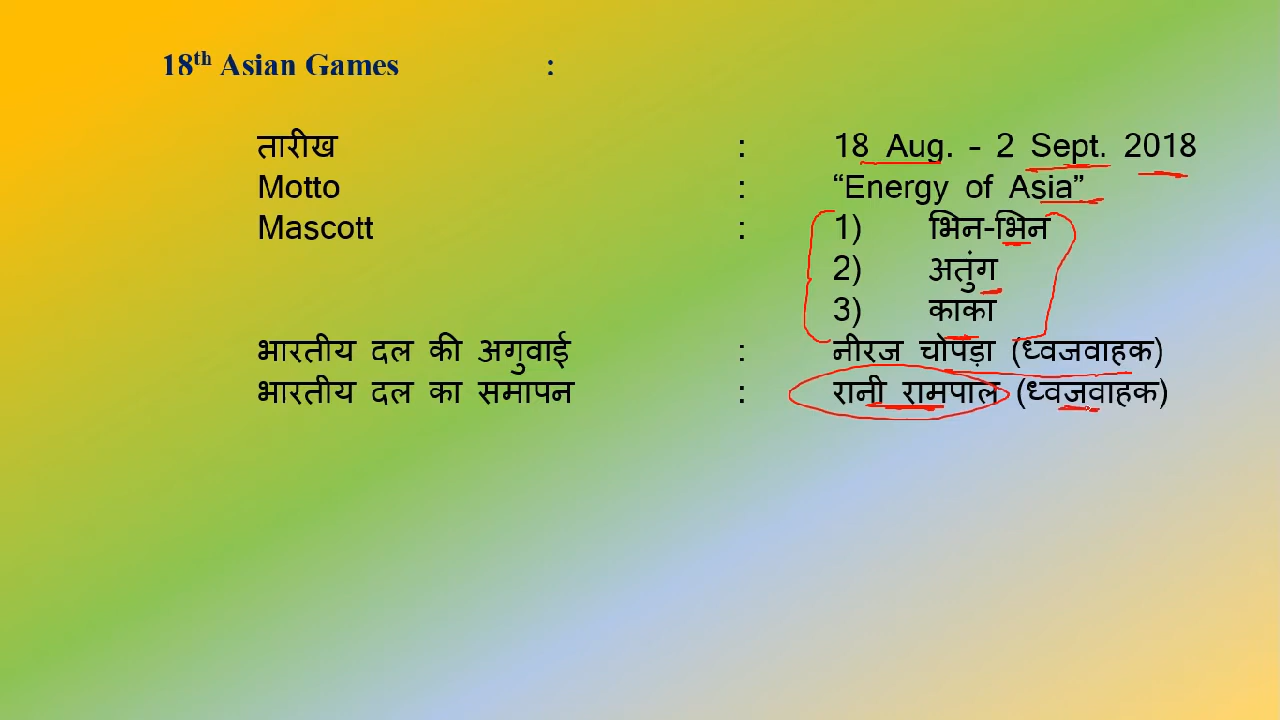 18th Asian Games :
तारीख : 18 Aug. – 2 Sept. 2018
Motto : “Energy of Asia”
Mascott : 1) भिन-भिन
2) अतुंग
3) काका
भारतीय दल की अगुवाई : नीरज चोपड़ा (ध्वजवाहक)
भारतीय दल का समापन : रानी रामपाल (ध्वजवाहक)